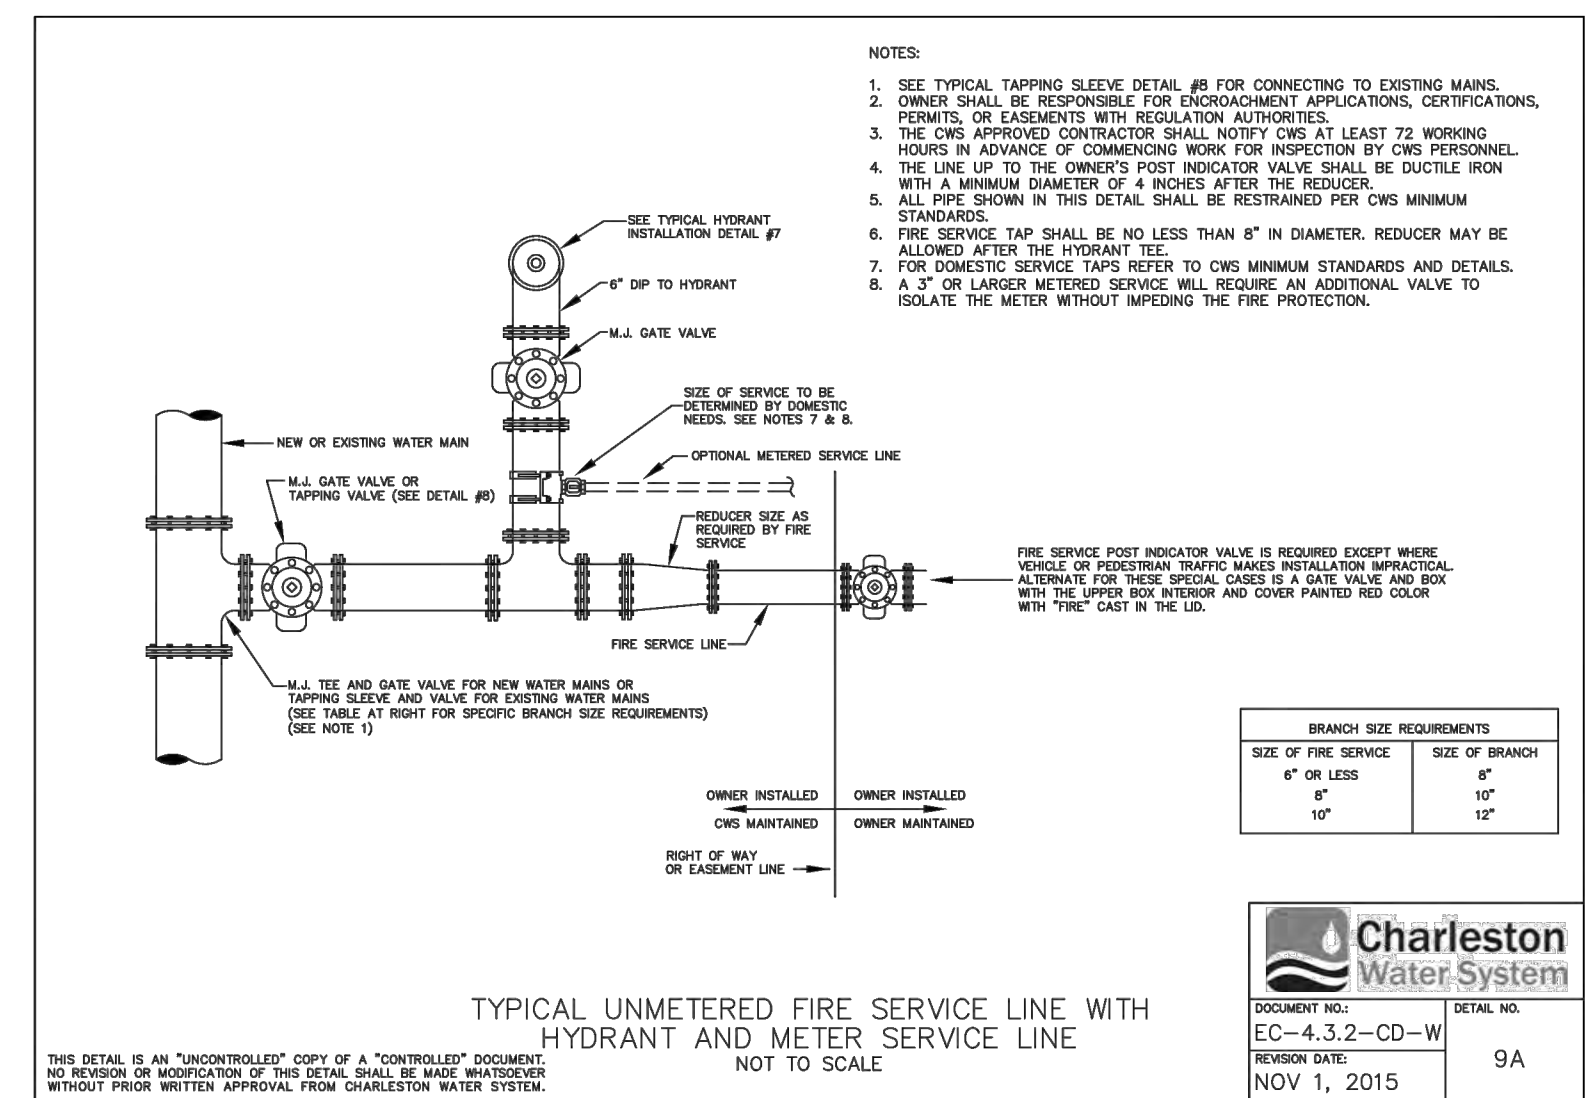 NOTES:
1. SEE TYPICAL TAPPING SLEEVE DETAIL #8 FOR CONNECTING TO EXISTING MAINS.
2. OWNER SHALL BE RESPONSIBLE FOR ENCROACHMENT APPLICATIONS, CERTIFICATIONS,
PERMITS, OR EASEMENTS WITH REGULATION AUTHORITIES.
3. THE CWS APPROVED CONTRACTOR SHALL NOTIFY CWS AT LEAST 72 WORKING
HOURS IN ADVANCE OF COMMENCING WORK FOR INSPECTION BY CWS PERSONNEL.
4. THE LINE UP TO THE OWNER'S POST INDICATOR VALVE SHALL BE DUCTILE IRON
WITH A MINIMUM DIAMETER OF 4 INCHES AFTER THE REDUCER.
5. ALL PIPE SHOWN IN THIS DETAIL SHALL BE RESTRAINED PER CWS MINIMUM
STANDARDS.
6. FIRE SERVICE TAP SHALL BE NO LESS THAN 8" IN DIAMETER. REDUCER MAY BE
ALLOWED AFTER THE HYDRANT TEE.
7. FOR DOMESTIC SERVICE TAPS REFER TO CWS MINIMUM STANDARDS AND DETAILS.
8. A 3" OR LARGER METERED SERVICE WILL REQUIRE AN ADDITIONAL VALVE TO
ISOLATE THE METER WITHOUT IMPEDING THE FIRE PROTECTION.
SEE TYPICAL HYDRANT
INSTALLATION DETAIL #7
6" DIP TO HYDRANT
M.J. GATE VALVE
SIZE OF SERVICE TO BE
DETERMINED BY DOMESTIC
NEEDS. SEE NOTES 7 & 8.
NEW OR EXISTING WATER MAIN
OPTIONAL METERED SERVICE LINE
M.J. GATE VALVE OR
TAPPING VALVE (SEE DETAIL #8)
REDUCER SIZE AS
REQUIRED BY FIRE
SERVICE
FIRE SERVICE POST INDICATOR VALVE IS REQUIRED EXCEPT WHERE
VEHICLE OR PEDESTRIAN TRAFFIC MAKES INSTALLATION IMPRACTICAL.
ALTERNATE FOR THESE SPECIAL CASES IS A GATE VALVE AND BOX
WITH THE UPPER BOX INTERIOR AND COVER PAINTED RED COLOR
WITH "FIRE" CAST IN THE LID.
FIRE SERVICE LINE
M.J. TEE AND GATE VALVE FOR NEW WATER MAINS OR
TAPPING SLEEVE AND VALVE FOR EXISTING WATER MAINS
(SEE TABLE AT RIGHT FOR SPECIFIC BRANCH SIZE REQUIREMENTS)
(SEE NOTE 1)
BRANCH SIZE REQUIREMENTS
SIZE OF FIRE SERVICE SIZE OF BRANCH
6" OR LESS 8"
8" 10"
10" 12"
OWNER INSTALLED OWNER INSTALLED
CWS MAINTAINED OWNER MAINTAINED
RIGHT OF WAY
OR EASEMENT LINE
Charleston
Water System
TYPICAL UNMETERED FIRE SERVICE LINE WITH
HYDRANT AND METER SERVICE LINE
NOT TO SCALE
DOCUMENT NO.:
EC-4.3.2-CD-W
REVISION DATE:
NOV 1, 2015
DETAIL NO.
9A
THIS DETAIL IS AN "UNCONTROLLED" COPY OF A "CONTROLLED" DOCUMENT.
NO REVISION OR MODIFICATION OF THIS DETAIL SHALL BE MADE WHATSOEVER
WITHOUT PRIOR WRITTEN APPROVAL FROM CHARLESTON WATER SYSTEM.